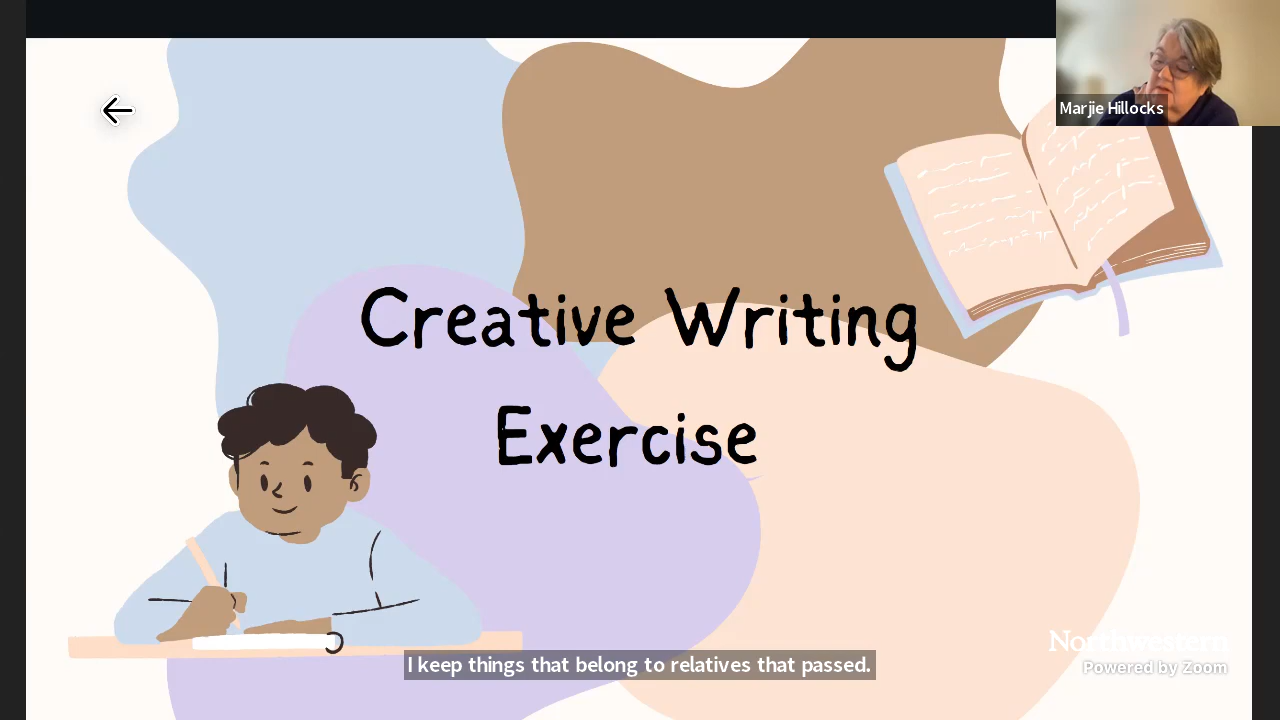 Marjie Hillocks
Creative Writing
Exercise
I keep things that belong to relatives that passed.
Northwestern
Powered by Zoom